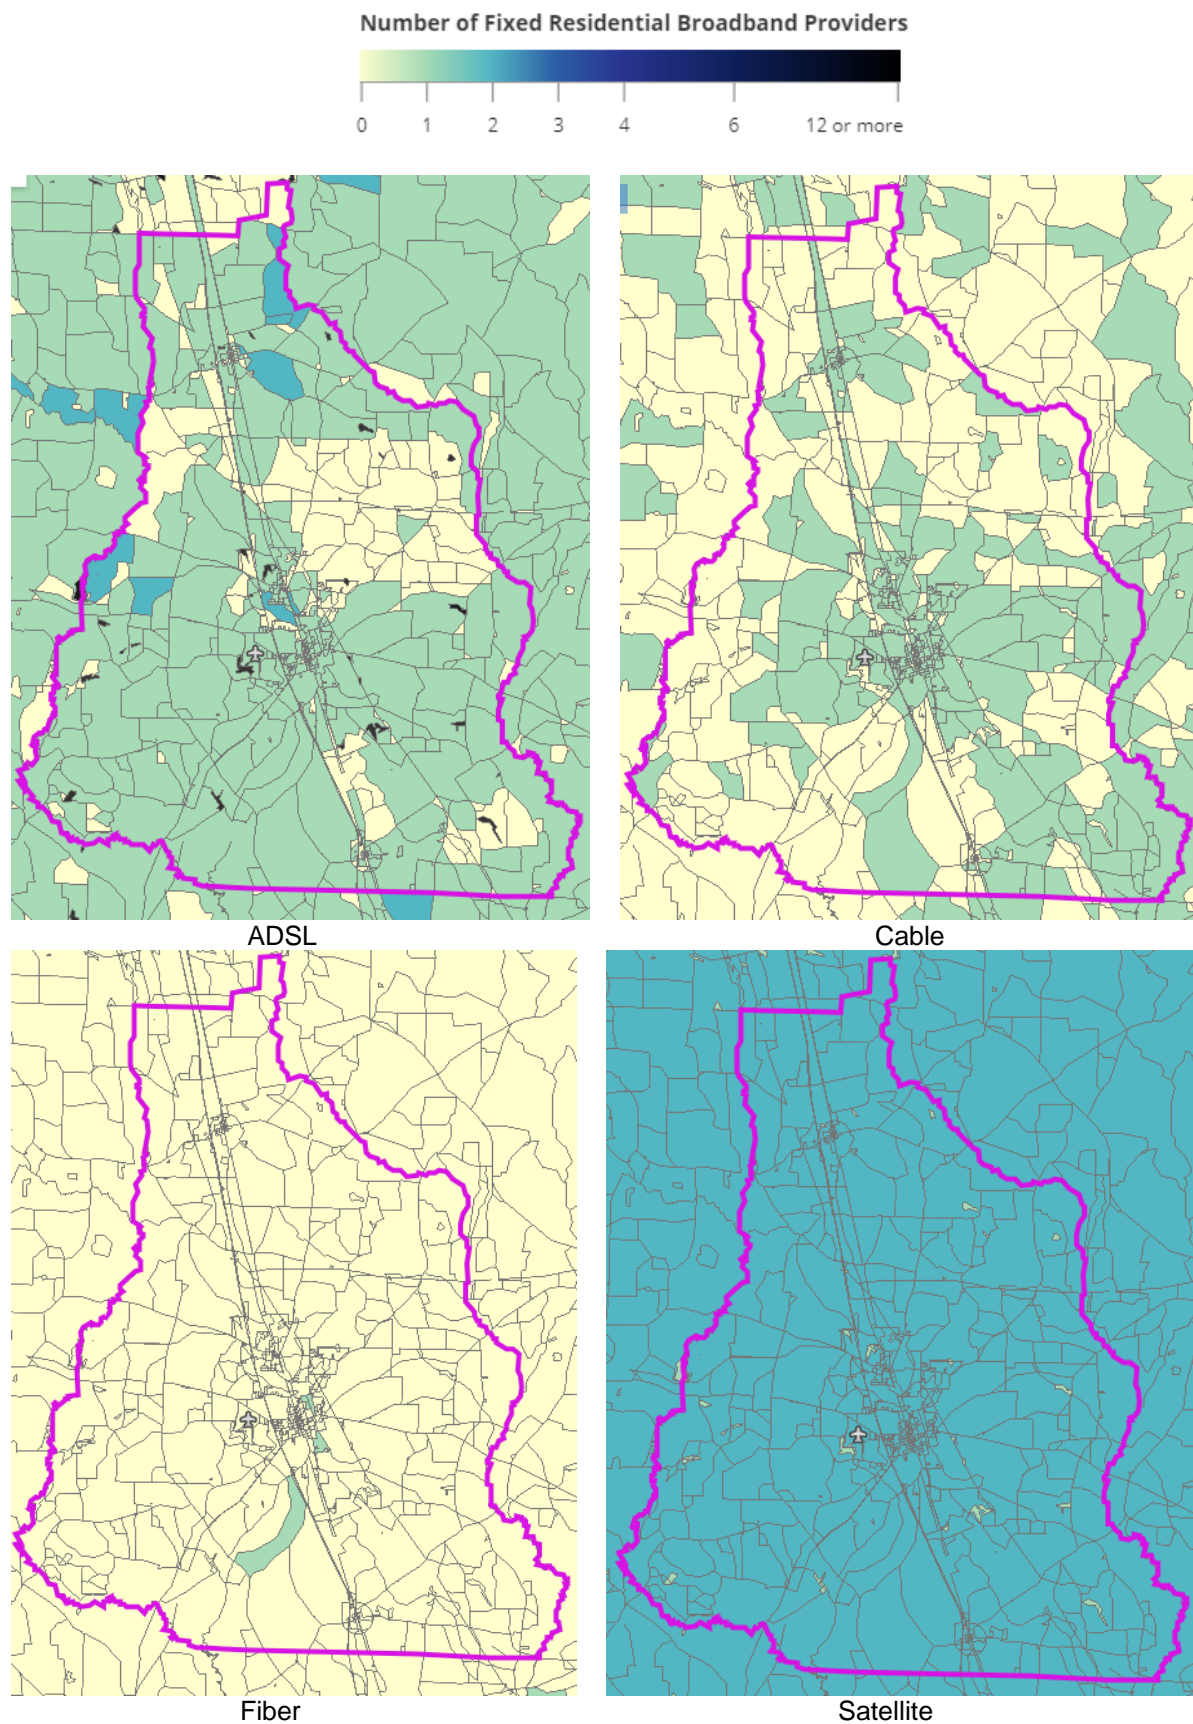 Number of Fixed Residential Broadband Providers
0 1 2 3 4 6 12 or more
ADSL Cable
Fiber Satellite